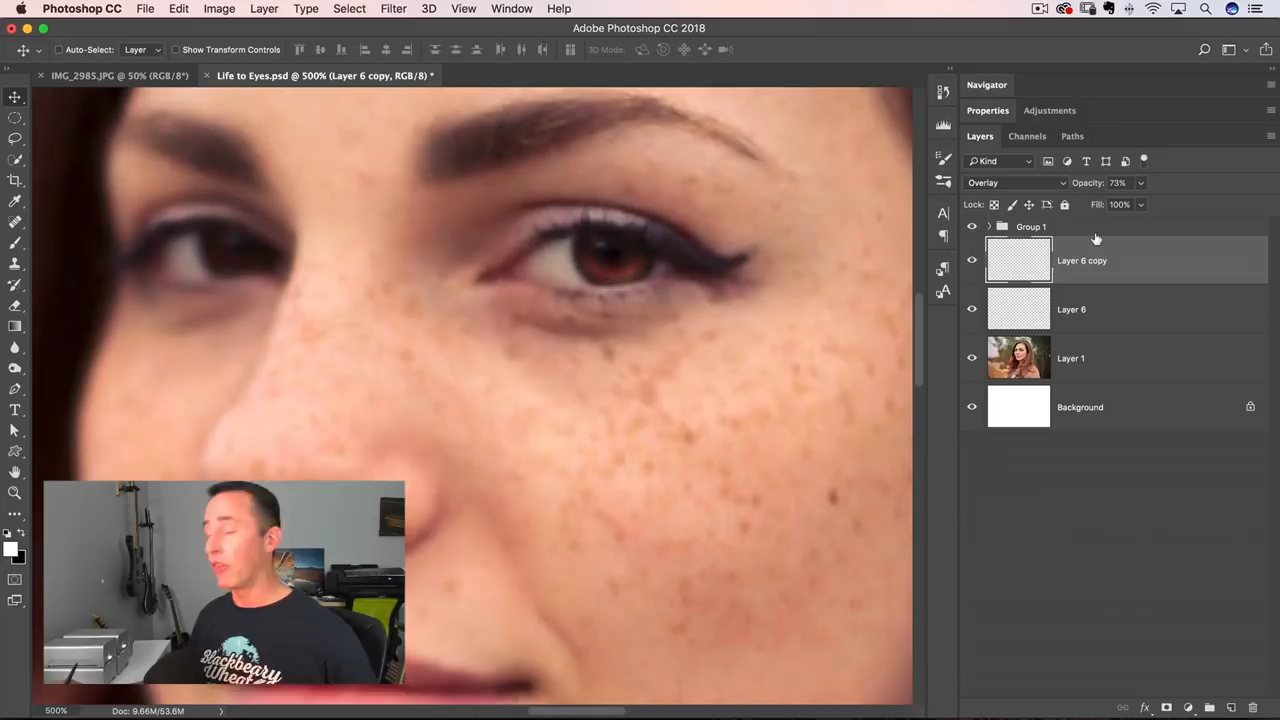 Photoshop CC File Edit Image Layer Type Select Filter 3D View Window Help
Adobe Photoshop CC 2018
Auto-Select: Layer Show Transform Controls 3D Mode:
× IMG_2985.JPG @ 50% (RGB/8*) × Life to Eyes.psd @ 500% (Layer 6 copy, RGB/8) *
Navigator
Properties Adjustments
Layers Channels Paths
Kind
Overlay Opacity: 73%
Lock: Fill: 100%
Group 1
Layer 6 copy
Layer 6
Layer 1
Background
Blackbeary
Wheat
500% Doc: 9.66M/53.6M